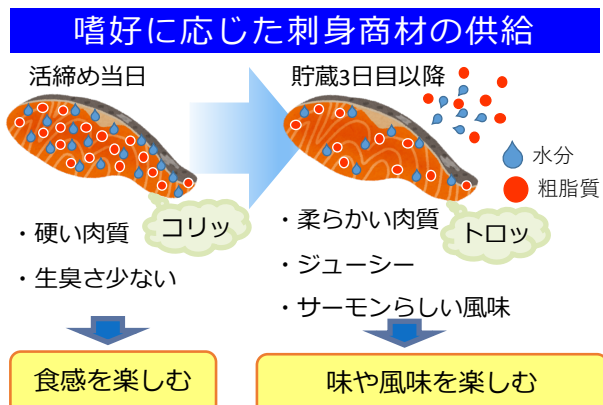 嗜好に応じた刺身商材の供給
活締め当日
貯蔵3日目以降
水分
粗脂質
コリッ
トロッ
・硬い肉質
・生臭さ少ない
・柔らかい肉質
・ジューシー
・サーモンらしい風味
食感を楽しむ
味や風味を楽しむ